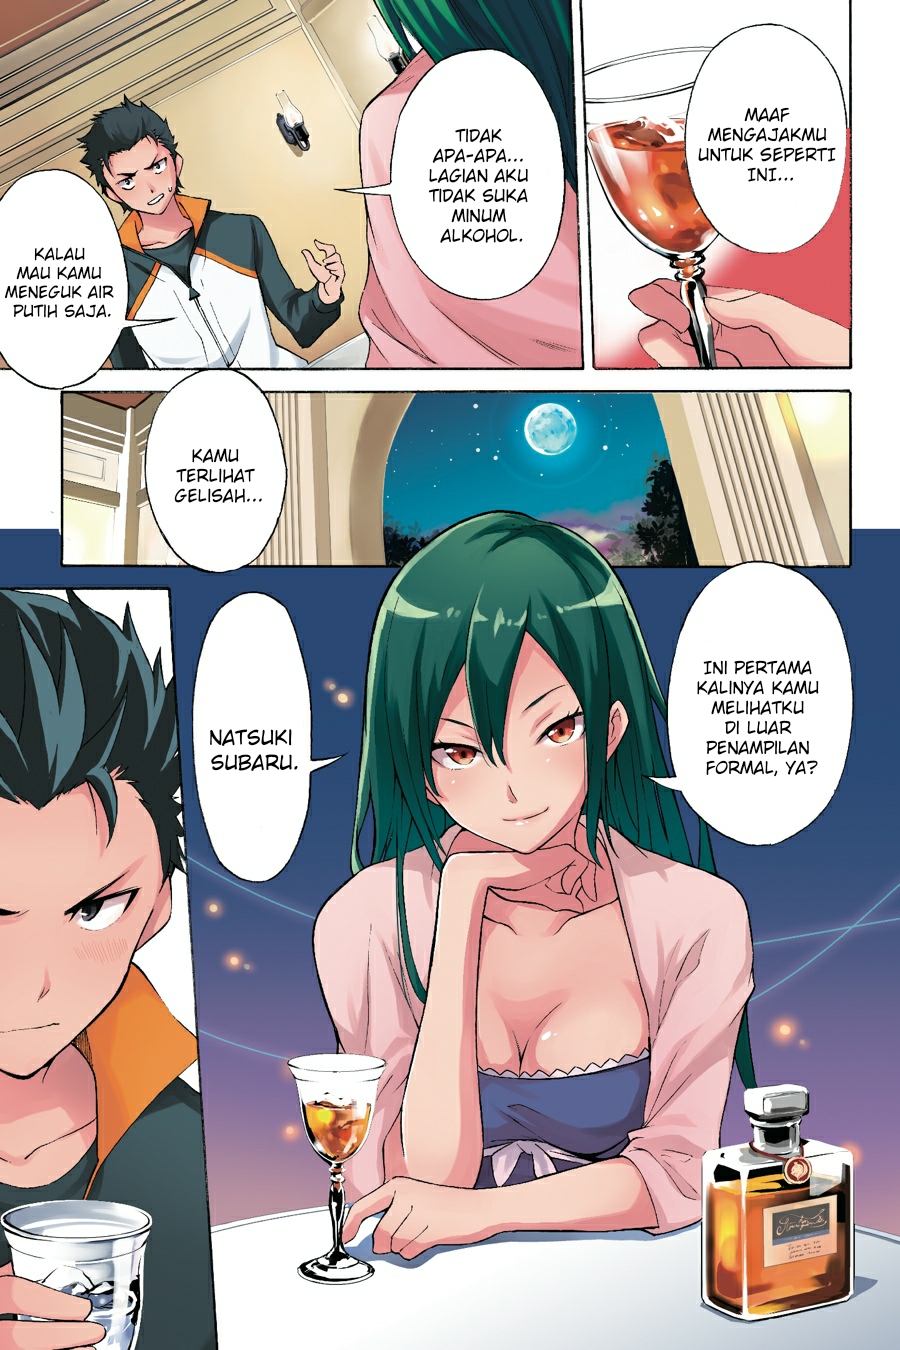 MAAF
MENGAJAKMU
UNTUK SEPERTI
INI...
TIDAK
APA-APA...
LAGIAN AKU
TIDAK SUKA
MINUM
ALKOHOL.
KALAU
MAU KAMU
MENEGUK AIR
PUTIH SAJA.
KAMU
TERLIHAT
GELISAH...
INI PERTAMA
KALINYA KAMU
MELIHATKU
DI LUAR
PENAMPILAN
FORMAL, YA?
NATSUKI
SUBARU.